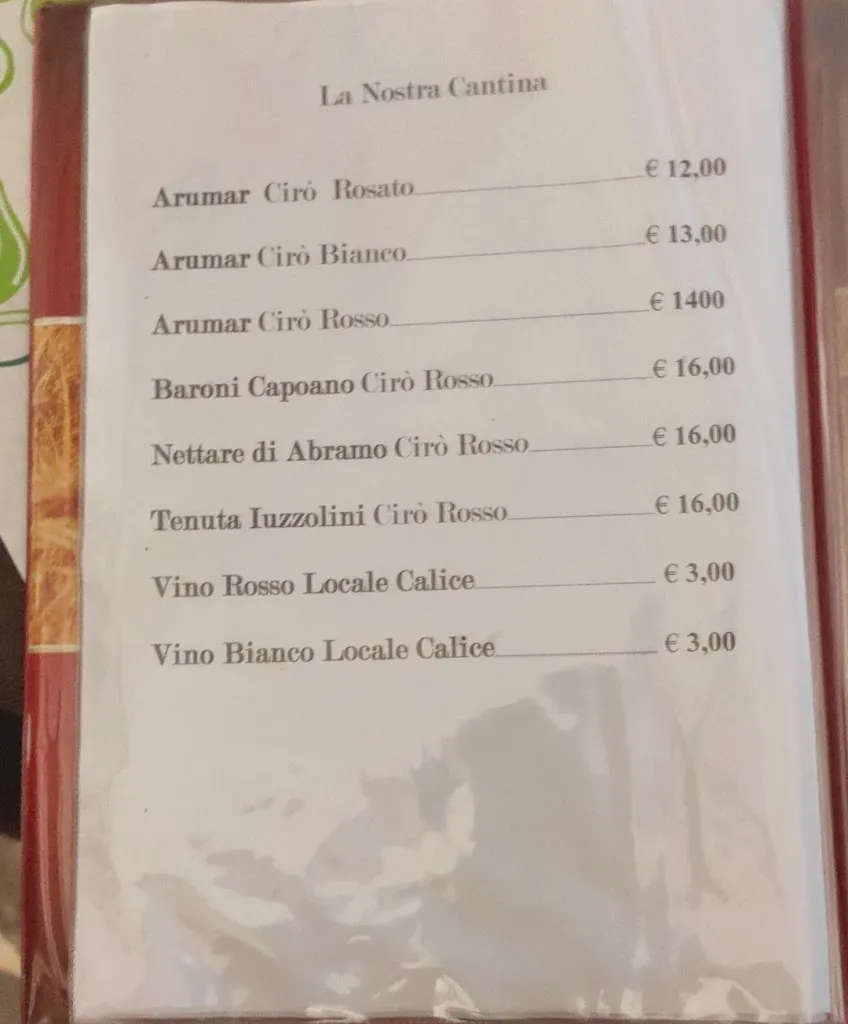 La Nostra Cantina
Arumar Cirò Rosato € 12,00
Arumar Cirò Bianco € 13,00
Arumar Cirò Rosso € 1400
Baroni Capoano Cirò Rosso € 16,00
Nettare di Abramo Cirò Rosso € 16,00
Tenuta Iuzzolini Cirò Rosso € 16,00
Vino Rosso Locale Calice € 3,00
Vino Bianco Locale Calice € 3,00